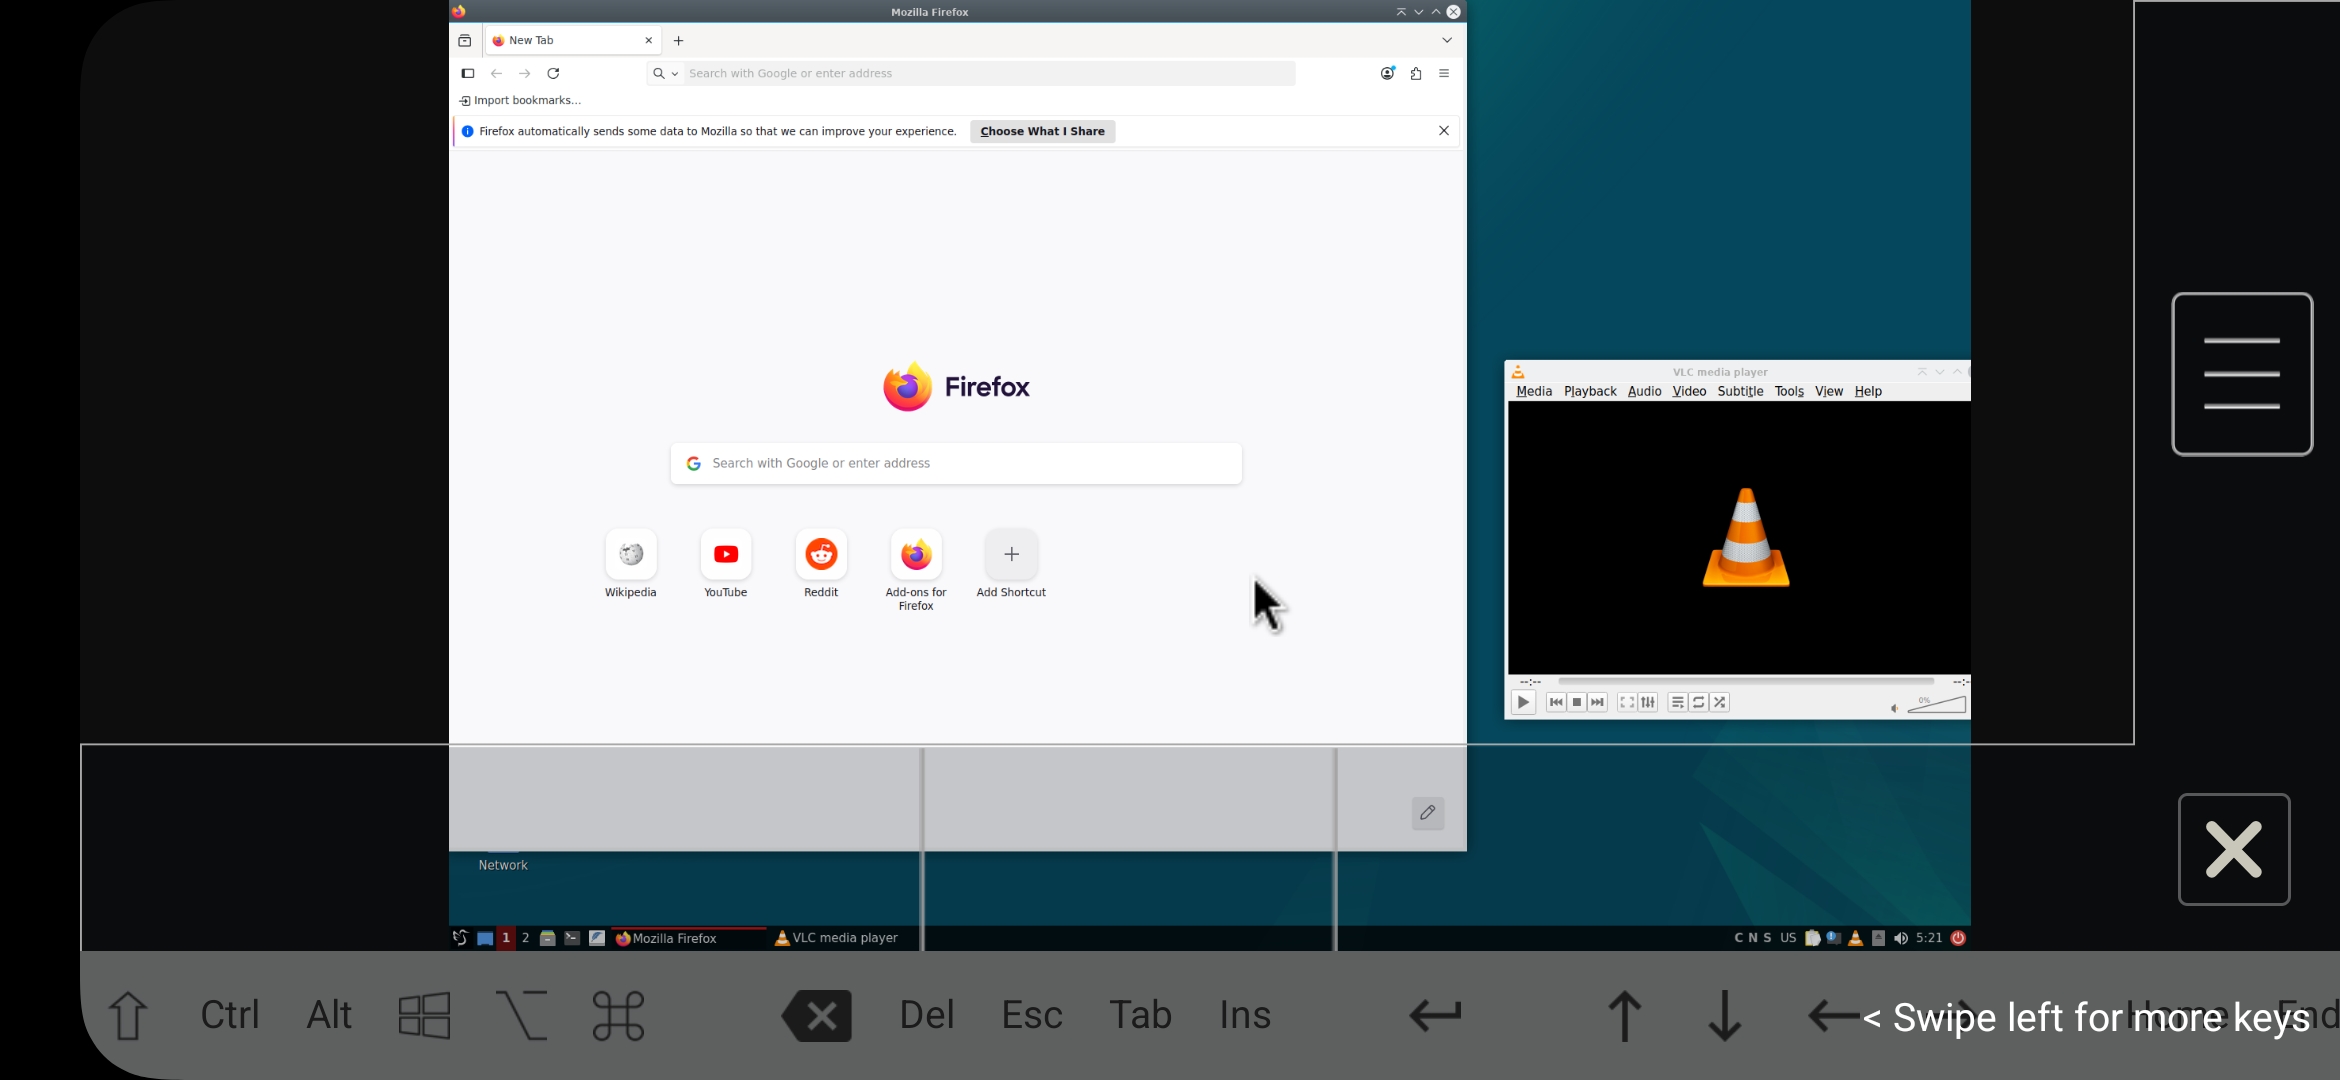 Mozilla Firefox
New Tab
Search with Google or enter address
Import bookmarks...
Firefox automatically sends some data to Mozilla so that we can improve your experience.
Choose What I Share
Firefox
Search with Google or enter address
Wikipedia
YouTube
Reddit
Add-ons for
Firefox
Add Shortcut
VLC media player
Media Playback Audio Video Subtitle Tools View Help
--:--
--:-
0%
Network
1 2 Mozilla Firefox VLC media player
C N S US 5:21
Ctrl Alt Del Esc Tab Ins Home End
< Swipe left for more keys